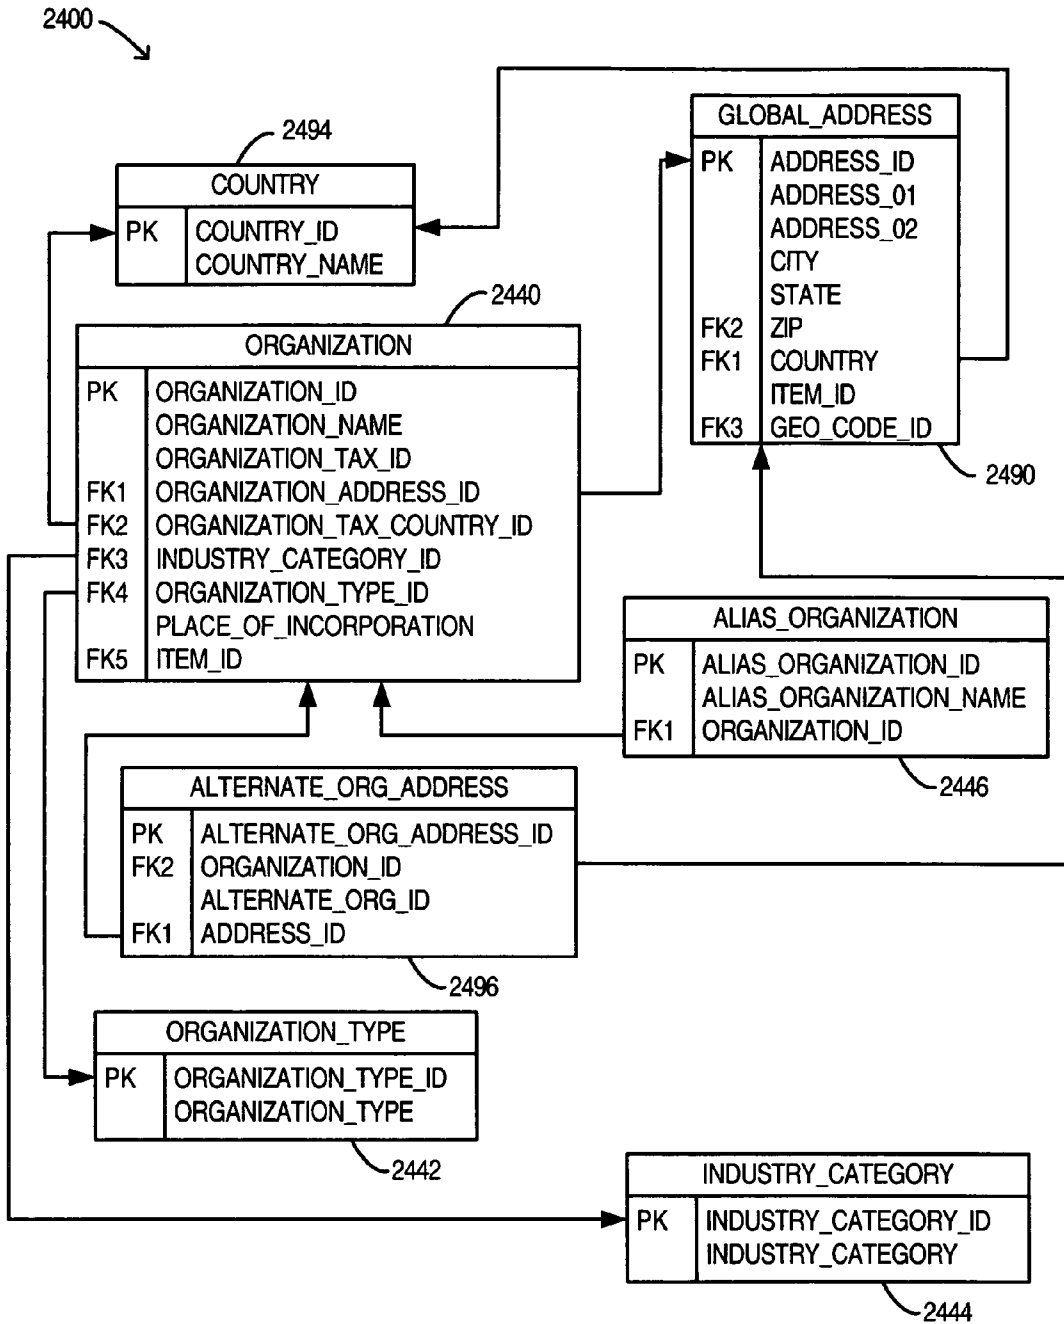 2400
2494
COUNTRY
PK COUNTRY_ID
COUNTRY_NAME
GLOBAL_ADDRESS
PK ADDRESS_ID
ADDRESS_01
ADDRESS_02
CITY
STATE
FK2 ZIP
FK1 COUNTRY
ITEM_ID
FK3 GEO_CODE_ID
2490
2440
ORGANIZATION
PK ORGANIZATION_ID
ORGANIZATION_NAME
ORGANIZATION_TAX_ID
FK1 ORGANIZATION_ADDRESS_ID
FK2 ORGANIZATION_TAX_COUNTRY_ID
FK3 INDUSTRY_CATEGORY_ID
FK4 ORGANIZATION_TYPE_ID
PLACE_OF_INCORPORATION
FK5 ITEM_ID
ALIAS_ORGANIZATION
PK ALIAS_ORGANIZATION_ID
ALIAS_ORGANIZATION_NAME
FK1 ORGANIZATION_ID
2446
ALTERNATE_ORG_ADDRESS
PK ALTERNATE_ORG_ADDRESS_ID
FK2 ORGANIZATION_ID
ALTERNATE_ORG_ID
FK1 ADDRESS_ID
2496
ORGANIZATION_TYPE
PK ORGANIZATION_TYPE_ID
ORGANIZATION_TYPE
2442
INDUSTRY_CATEGORY
PK INDUSTRY_CATEGORY_ID
INDUSTRY_CATEGORY
2444